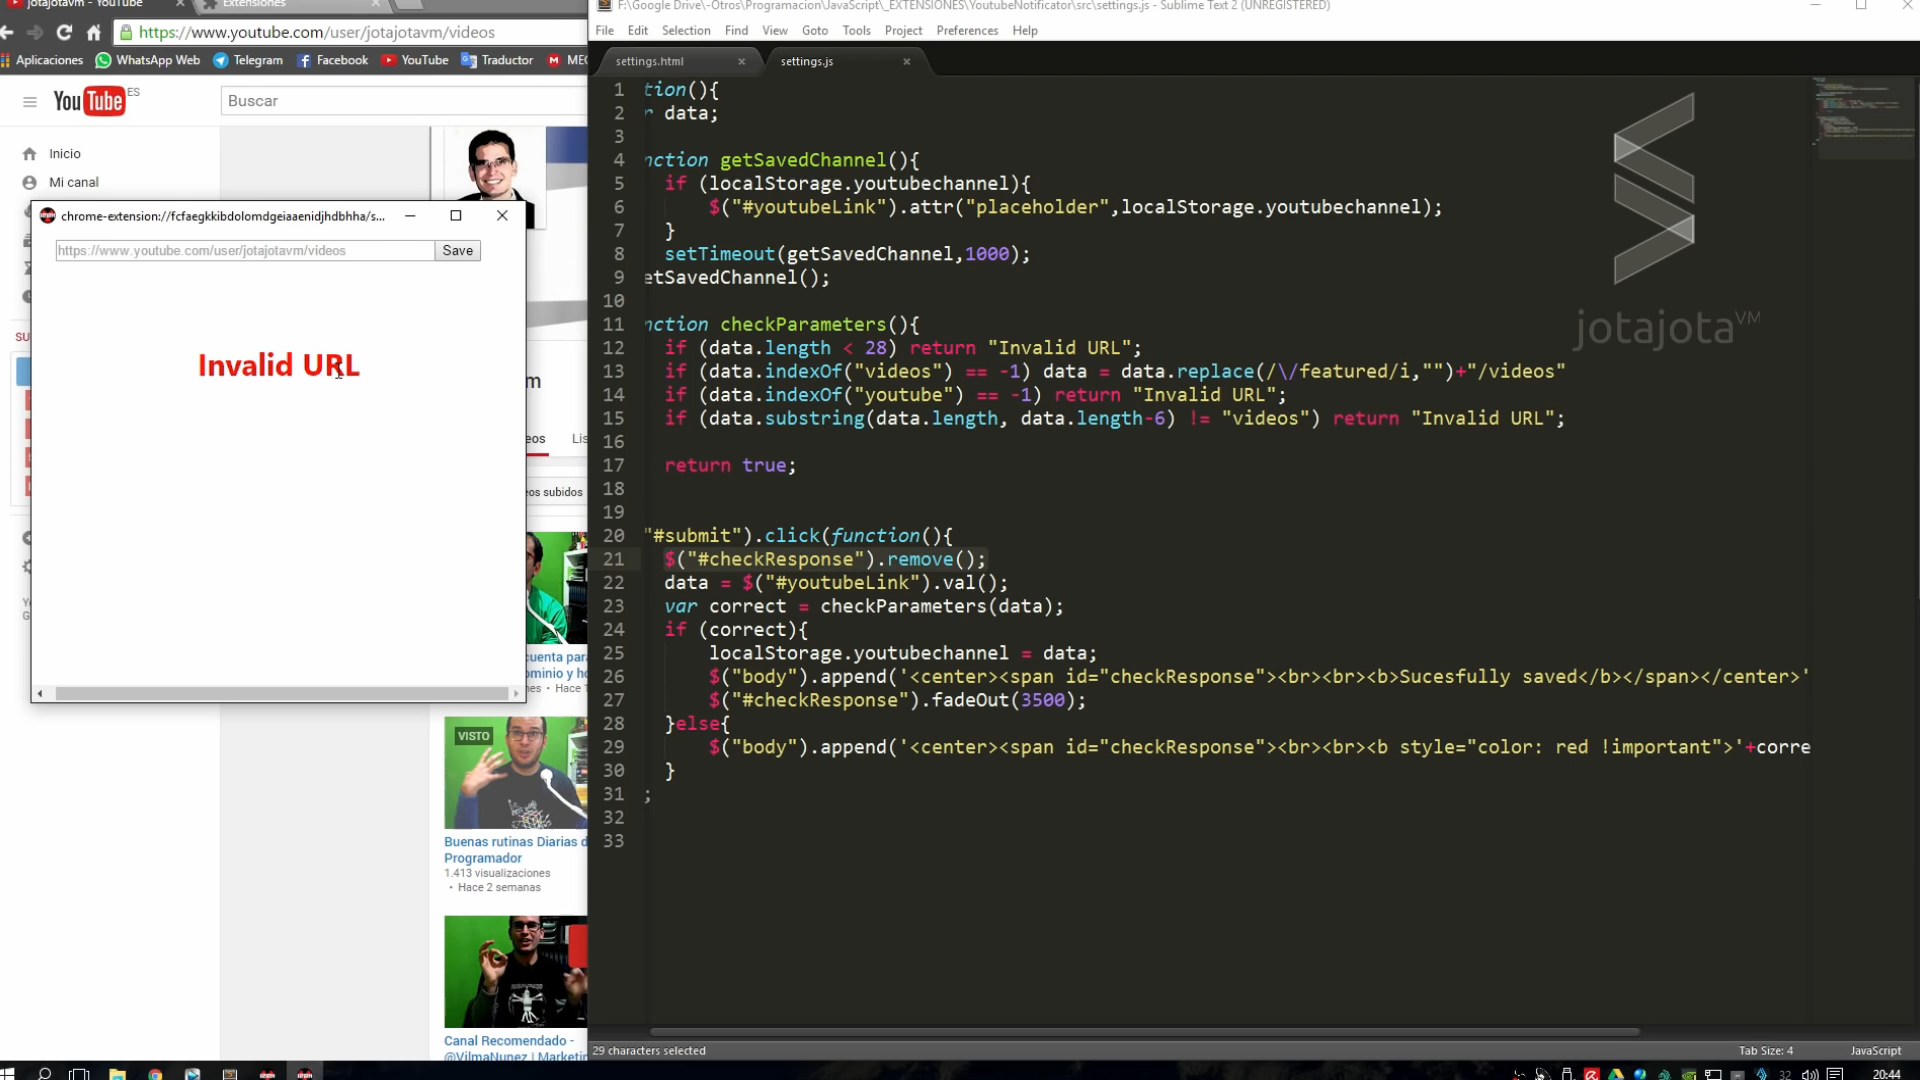 jotajotavm - YouTube
Extensiones
https://www.youtube.com/user/jotajotavm/videos
Aplicaciones
WhatsApp Web
Telegram
Facebook
YouTube
Traductor
You Tube ES
Buscar
Inicio
Mi canal
chrome-extension://fcfaegkkibdolomdgeiaaenidjhdbhha/s...
https://www.youtube.com/user/jotajotavm/videos
Save
Invalid URL
VISTO
Buenas rutinas Diarias d
Programador
1.413 visualizaciones
• Hace 2 semanas
Canal Recomendado -
@VilmaNunez | Marketin
F:\Google Drive\-Otros\Programacion\JavaScript\_EXTENSIONES\YoutubeNotificator\src\settings.js - Sublime Text 2 (UNREGISTERED)
File Edit Selection Find View Goto Tools Project Preferences Help
settings.html
settings.js
1 tion(){
2 r data;
3
4 nction getSavedChannel(){
5 if (localStorage.youtubechannel){
6 $("#youtubeLink").attr("placeholder",localStorage.youtubechannel);
7 }
8 setTimeout(getSavedChannel,1000);
9 etSavedChannel();
10
11 nction checkParameters(){
12 if (data.length < 28) return "Invalid URL";
13 if (data.indexOf("videos") == -1) data = data.replace(/\/featured/i,"")+"/videos"
14 if (data.indexOf("youtube") == -1) return "Invalid URL";
15 if (data.substring(data.length, data.length-6) != "videos") return "Invalid URL";
16
17 return true;
18
19
20 "#submit").click(function(){
21 $("#checkResponse").remove();
22 data = $("#youtubeLink").val();
23 var correct = checkParameters(data);
24 if (correct){
25 localStorage.youtubechannel = data;
26 $("body").append('<center><span id="checkResponse"><br><br><b>Sucesfully saved</b></span></center>'
27 $("#checkResponse").fadeOut(3500);
28 }else{
29 $("body").append('<center><span id="checkResponse"><br><br><b style="color: red !important">'+corre
30 }
31 ;
32
33
jotajota VM
29 characters selected
Tab Size: 4
JavaScript
32
20:44